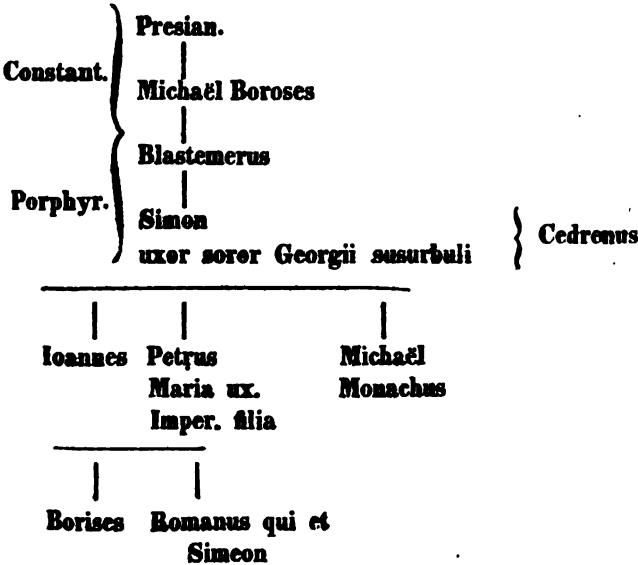 Presian.
Constant.
Michaël Boroses
Blastemerus
Porphyr.
Simon
uxor soror Georgii susurbuli
Cedrenus
Ioannes Petrus Michaël
Maria ux. Monachus
Imper. filia
Borises Romanus qui et
Simeon